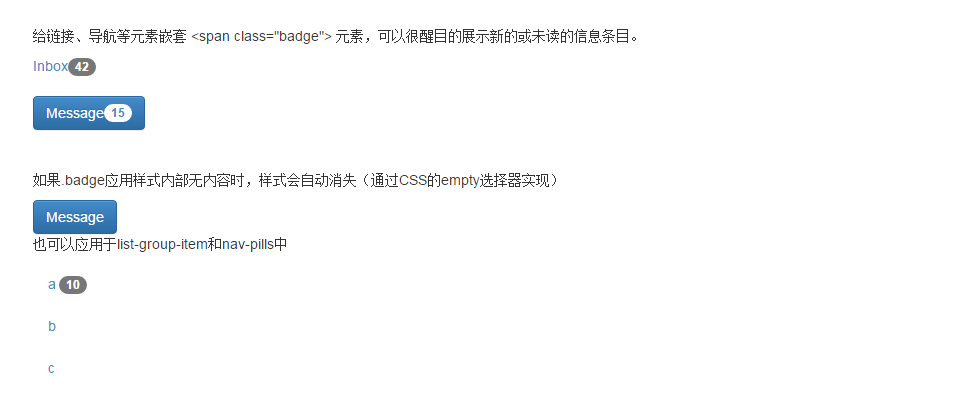 给链接、导航等元素嵌套 <span class="badge"> 元素，可以很醒目的展示新的或未读的信息条目。
Inbox42
Message15
如果.badge应用样式内部无内容时，样式会自动消失（通过CSS的empty选择器实现）
Message
也可以应用于list-group-item和nav-pills中
a 10
b
c